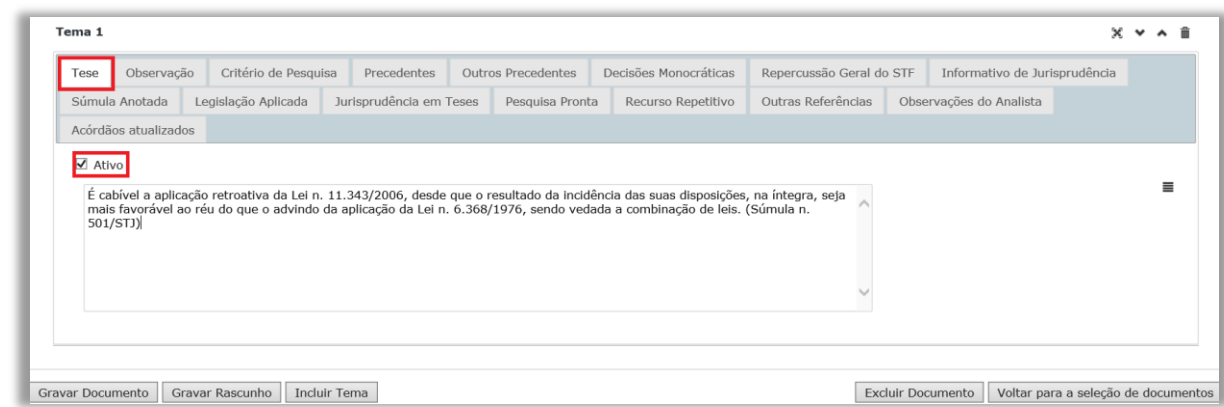 Tema 1
Tese Observação Critério de Pesquisa Precedentes Outros Precedentes Decisões Monocráticas Repercussão Geral do STF Informativo de Jurisprudência
Súmula Anotada Legislação Aplicada Jurisprudência em Teses Pesquisa Pronta Recurso Repetitivo Outras Referências Observações do Analista
Acórdãos atualizados
Ativo
É cabível a aplicação retroativa da Lei n. 11.343/2006, desde que o resultado da incidência das suas disposições, na íntegra, seja
mais favorável ao réu do que o advindo da aplicação da Lei n. 6.368/1976, sendo vedada a combinação de leis. (Súmula n.
501/STJ)
Gravar Documento Gravar Rascunho Incluir Tema Excluir Documento Voltar para a seleção de documentos